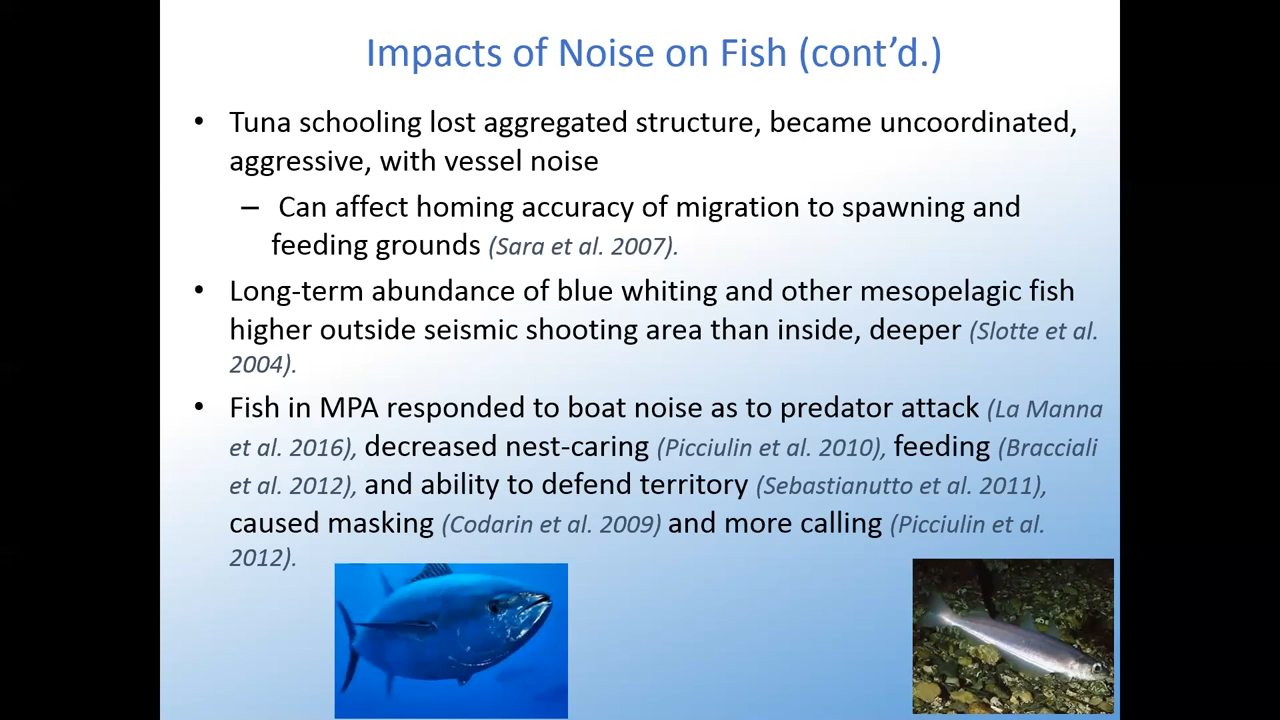 Impacts of Noise on Fish (cont’d.)
• Tuna schooling lost aggregated structure, became uncoordinated,
aggressive, with vessel noise
– Can affect homing accuracy of migration to spawning and
feeding grounds (Sara et al. 2007).
• Long-term abundance of blue whiting and other mesopelagic fish
higher outside seismic shooting area than inside, deeper (Slotte et al.
2004).
• Fish in MPA responded to boat noise as to predator attack (La Manna
et al. 2016), decreased nest-caring (Picciulin et al. 2010), feeding (Bracciali
et al. 2012), and ability to defend territory (Sebastianutto et al. 2011),
caused masking (Codarin et al. 2009) and more calling (Picciulin et al.
2012).